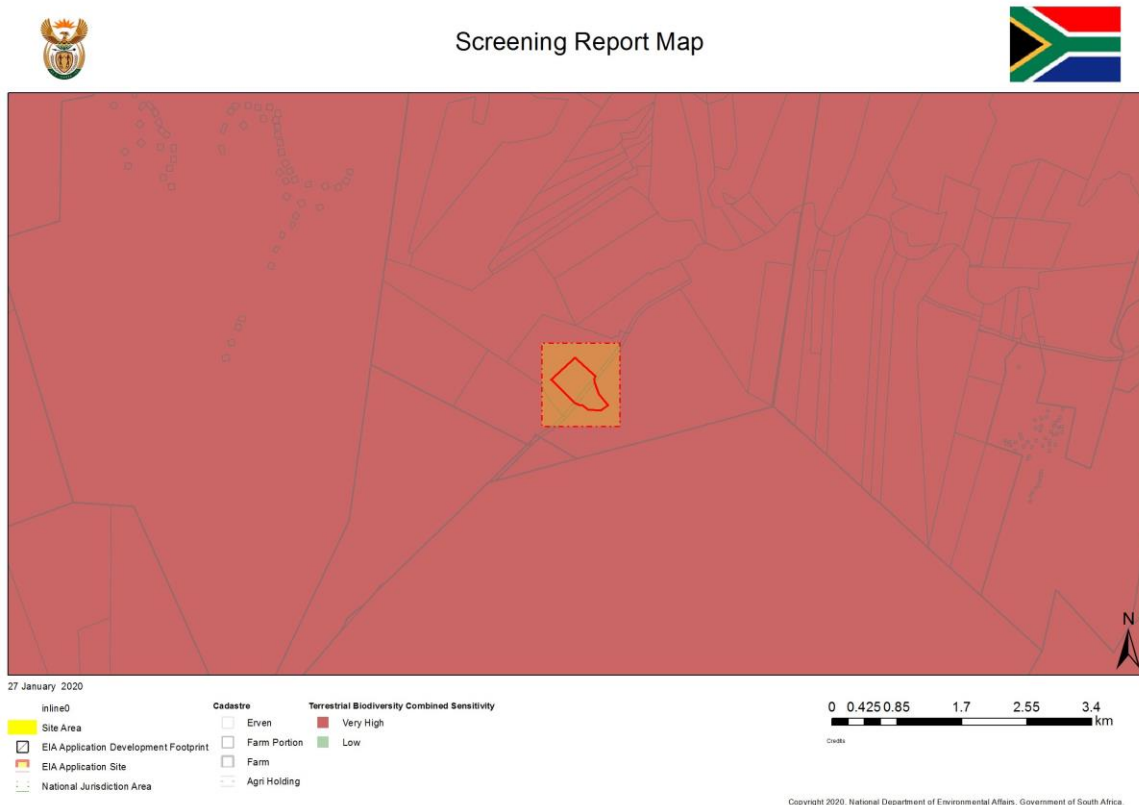 Screening Report Map
N
27 January 2020
inline0
Site Area
EIA Application Development Footprint
EIA Application Site
National Jurisdiction Area
Cadastre
Erven
Farm Portion
Farm
Agri Holding
Terrestrial Biodiversity Combined Sensitivity
Very High
Low
0 0.425 0.85 1.7 2.55 3.4
km
Credits
Copyright 2020. National Department of Environmental Affairs, Government of South Africa.